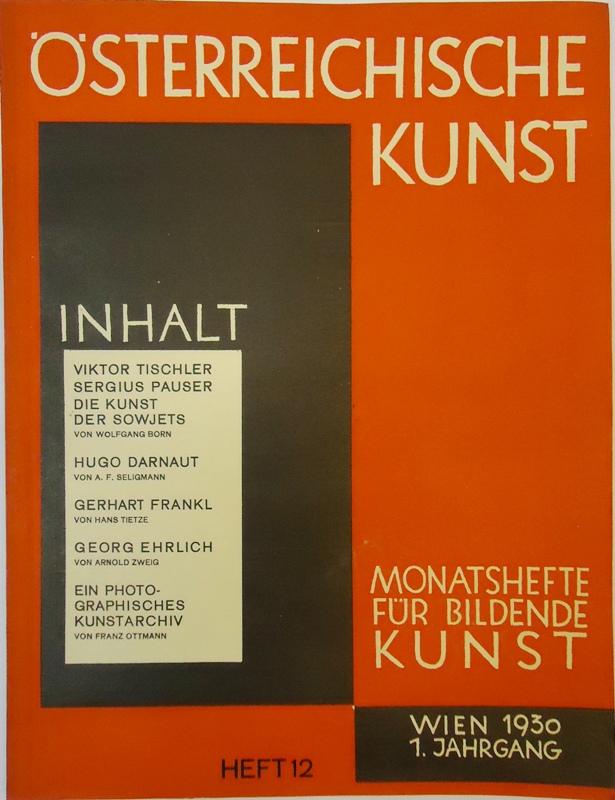 ÖSTERREICHISCHE
KUNST
INHALT
VIKTOR TISCHLER
SERGIUS PAUSER
DIE KUNST
DER SOWJETS
VON WOLFGANG BORN
HUGO DARNAUT
VON A. F. SELIGMANN
GERHART FRANKL
VON HANS TIETZE
GEORG EHRLICH
VON ARNOLD ZWEIG
EIN PHOTO-
GRAPHISCHES
KUNSTARCHIV
VON FRANZ OTTMANN
MONATSHEFTE
FÜR BILDENDE
KUNST
WIEN 1930
1. JAHRGANG
HEFT 12